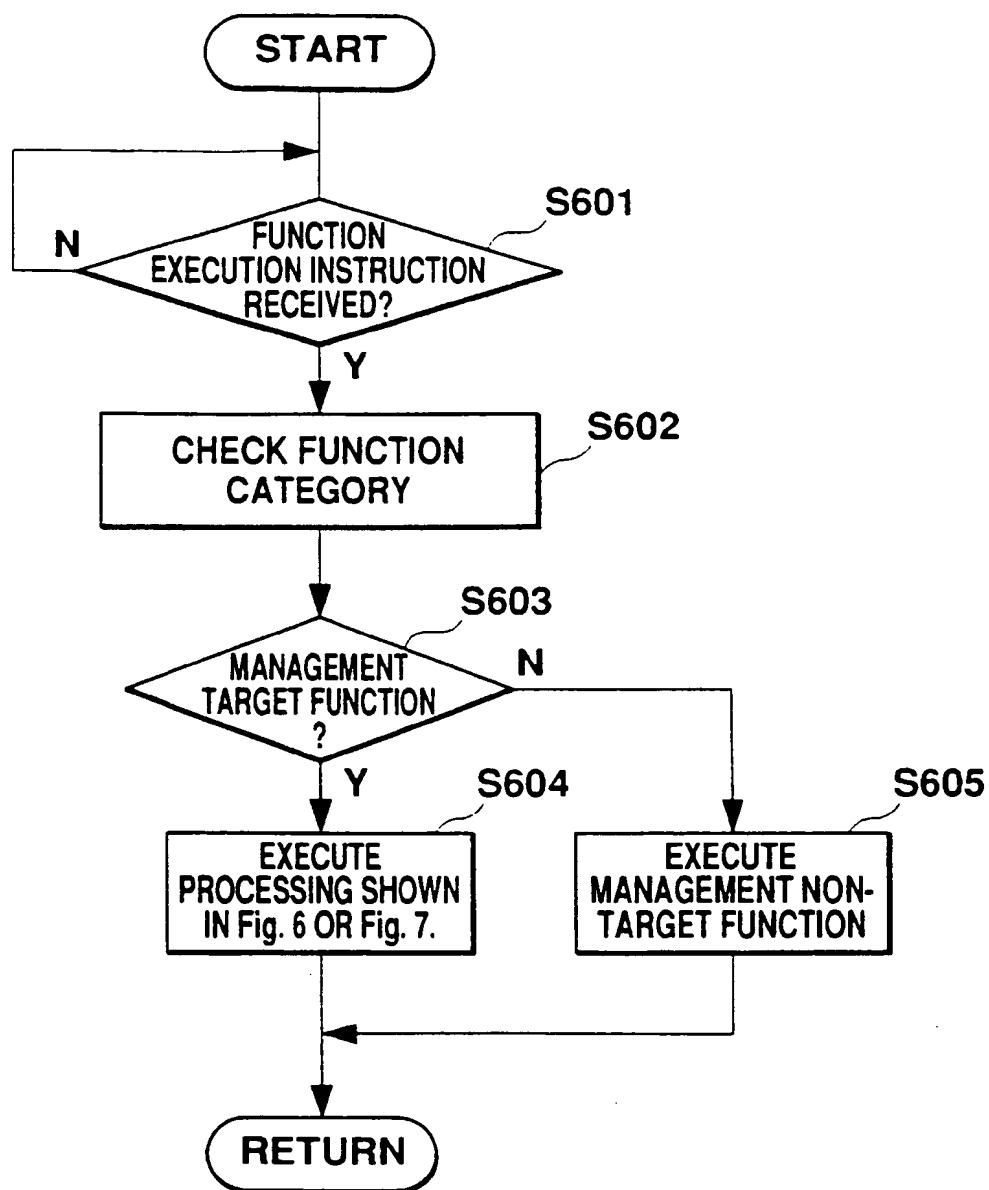 START
S601
N
FUNCTION
EXECUTION INSTRUCTION
RECEIVED?
Y
S602
CHECK FUNCTION
CATEGORY
S603
MANAGEMENT
TARGET FUNCTION
?
N
Y
S604
EXECUTE
PROCESSING SHOWN
IN Fig. 6 OR Fig. 7.
S605
EXECUTE
MANAGEMENT NON-
TARGET FUNCTION
RETURN